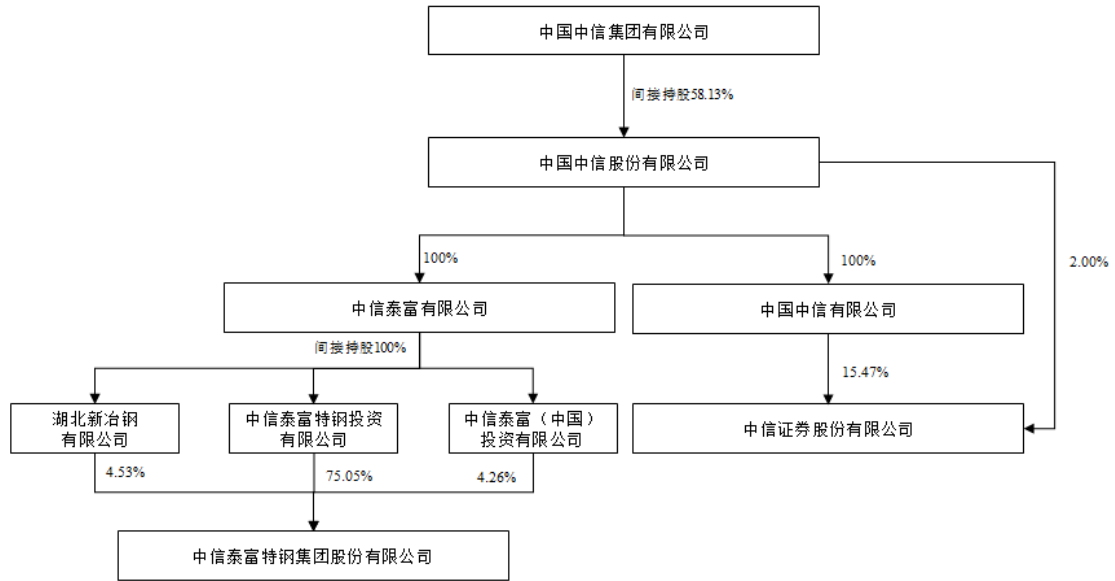 中国中信集团有限公司
间接持股58.13%
中国中信股份有限公司
2.00%
100%
100%
中信泰富有限公司
中国中信有限公司
间接持股100%
15.47%
湖北新冶钢
有限公司
中信泰富特钢投资
有限公司
中信泰富（中国）
投资有限公司
中信证券股份有限公司
4.53%
75.05%
4.26%
中信泰富特钢集团股份有限公司